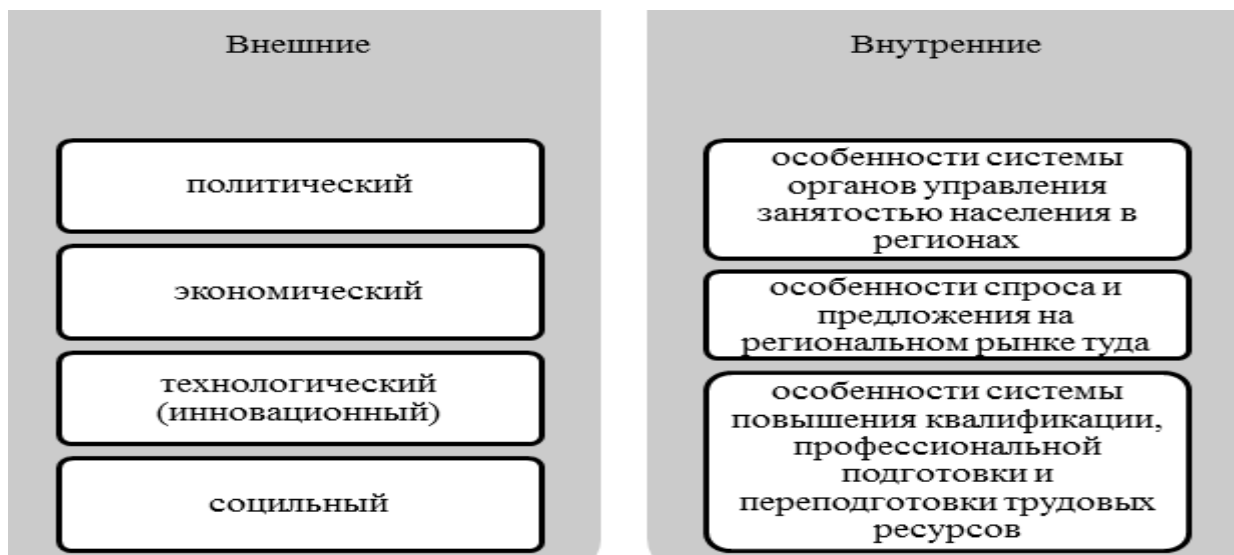 Внешние
политический
экономический
технологический
(инновационный)
социльный
Внутренние
особенности системы
органов управления
занятостью населения в
регионах
особенности спроса и
предложения на
региональном рынке туда
особенности системы
повышения квалификации,
профессиональной
подготовки и
переподготовки трудовых
ресурсов